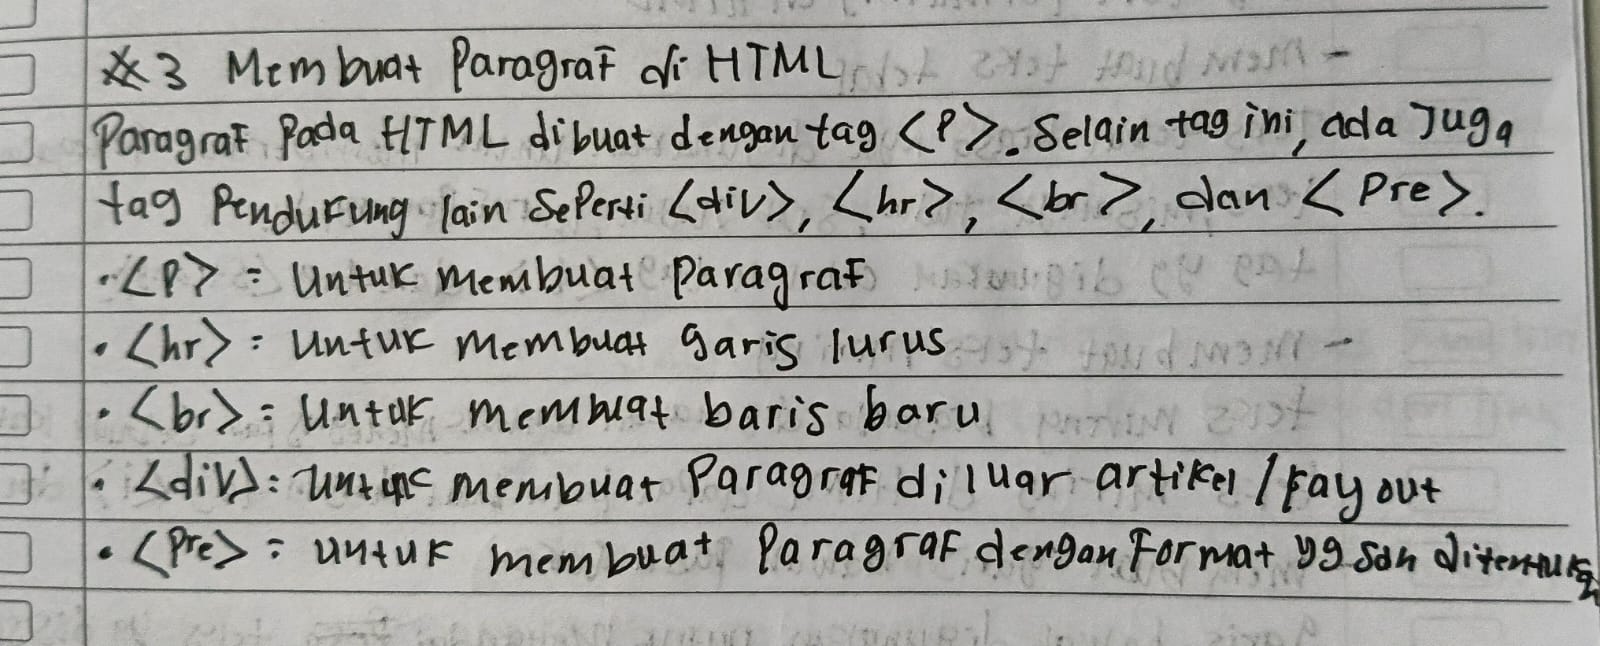 #3 Membuat Paragraf di HTML
Paragraf Pada HTML dibuat dengan tag <P>. Selain tag ini, ada Juga
tag Pendukung lain Seperti <div>, <hr>, <br>, dan <Pre>.
• <P> = Untuk membuat Paragraf
• <hr> = Untuk membuat garis lurus
• <br> = Untuk membuat baris baru
• <div> = Untuk membuat Paragraf diluar artikel / Layout
• <Pre> = Untuk membuat Paragraf dengan Format yg sdh ditentukan